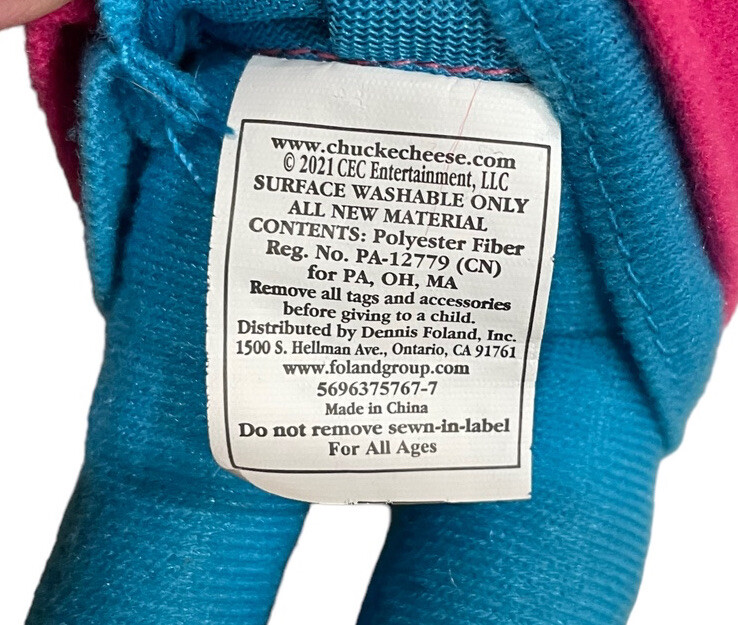 www.chuckecheese.com
© 2021 CEC Entertainment, LLC
SURFACE WASHABLE ONLY
ALL NEW MATERIAL
CONTENTS: Polyester Fiber
Reg. No. PA-12779 (CN)
for PA, OH, MA
Remove all tags and accessories
before giving to a child.
Distributed by Dennis Foland, Inc.
1500 S. Hellman Ave., Ontario, CA 91761
www.folandgroup.com
5696375767-7
Made in China
Do not remove sewn-in-label
For All Ages